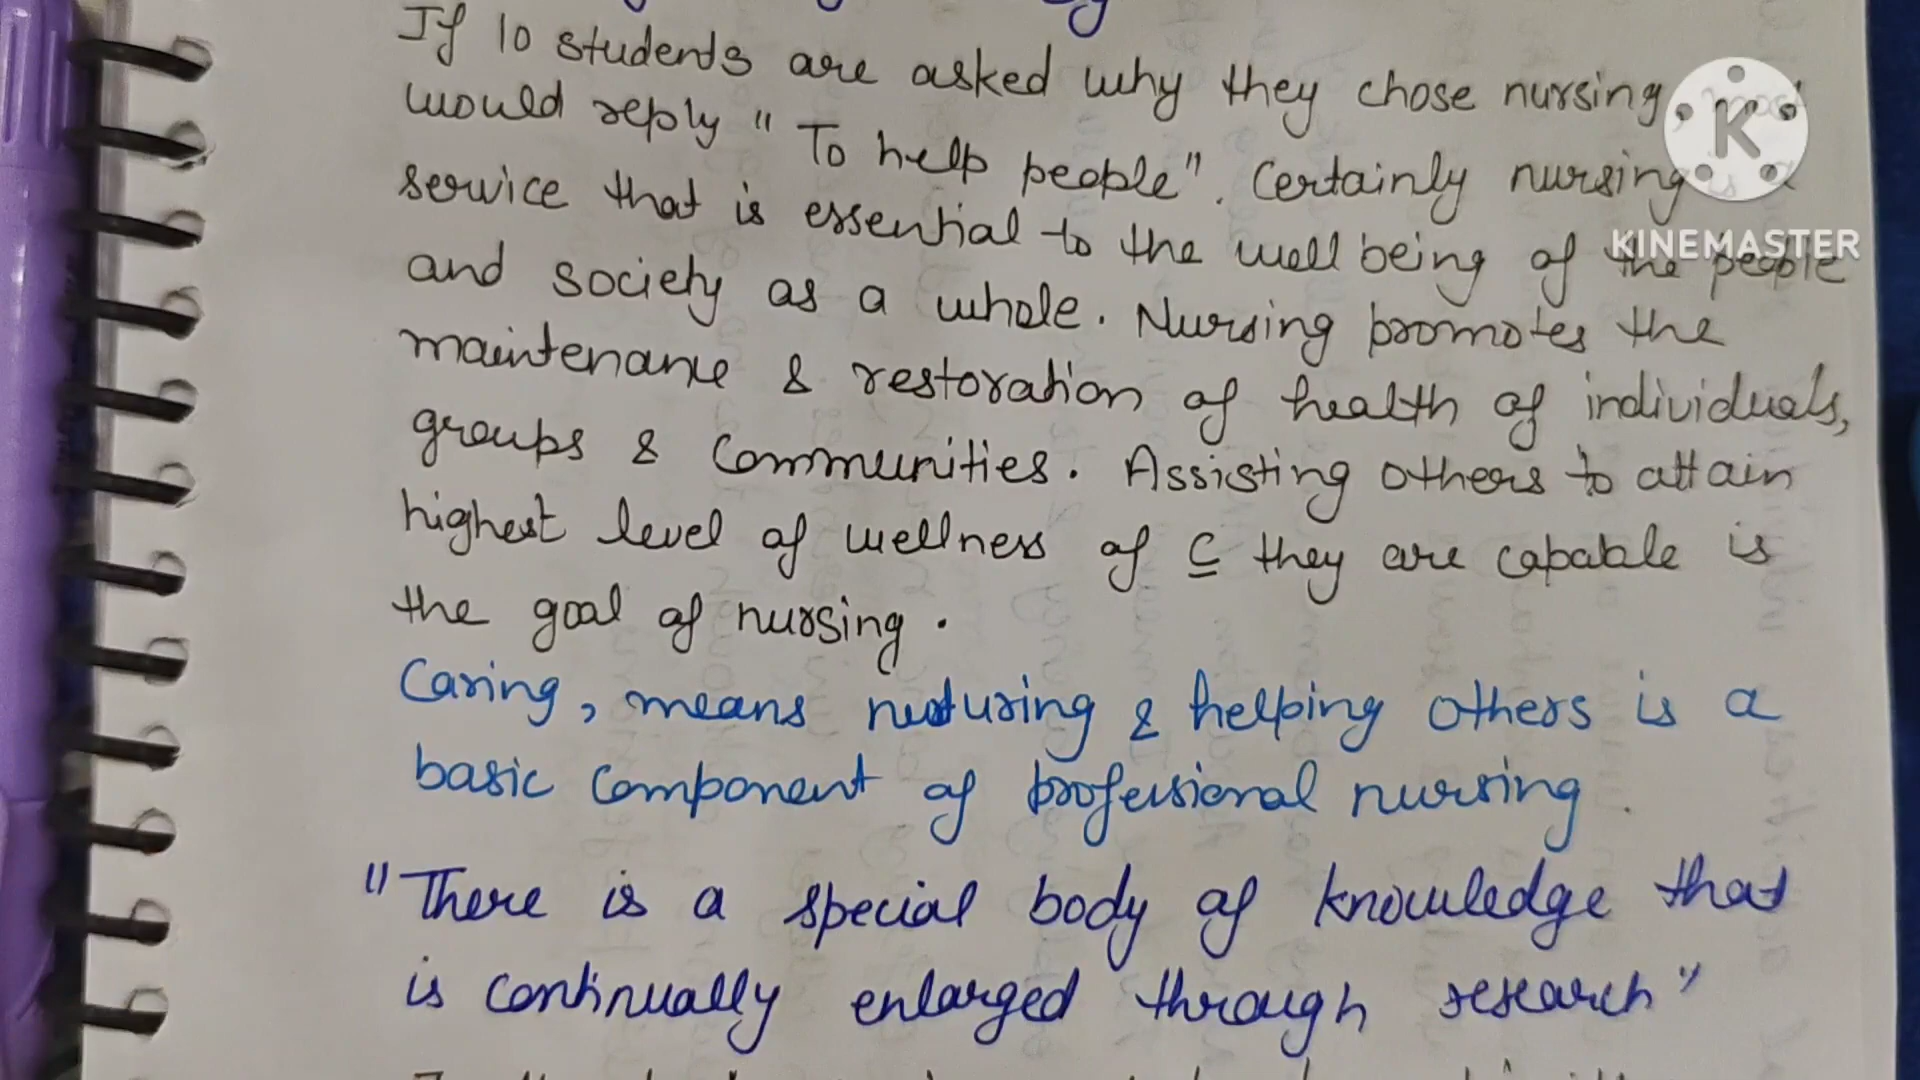 If 10 students are asked why they chose nursing,
would reply " To help people". Certainly nursing
service that is essential to the well being of the people
and society as a whole. Nursing promotes the
maintenance & restoration of health of individuals,
groups & communities. Assisting others to attain
highest level of wellness of C̲ they are capable is
the goal of nursing.
Caring, means nurturing & helping others is a
basic component of professional nursing.
"There is a special body of knowledge that
is continually enlarged through research"
K
KINEMASTER